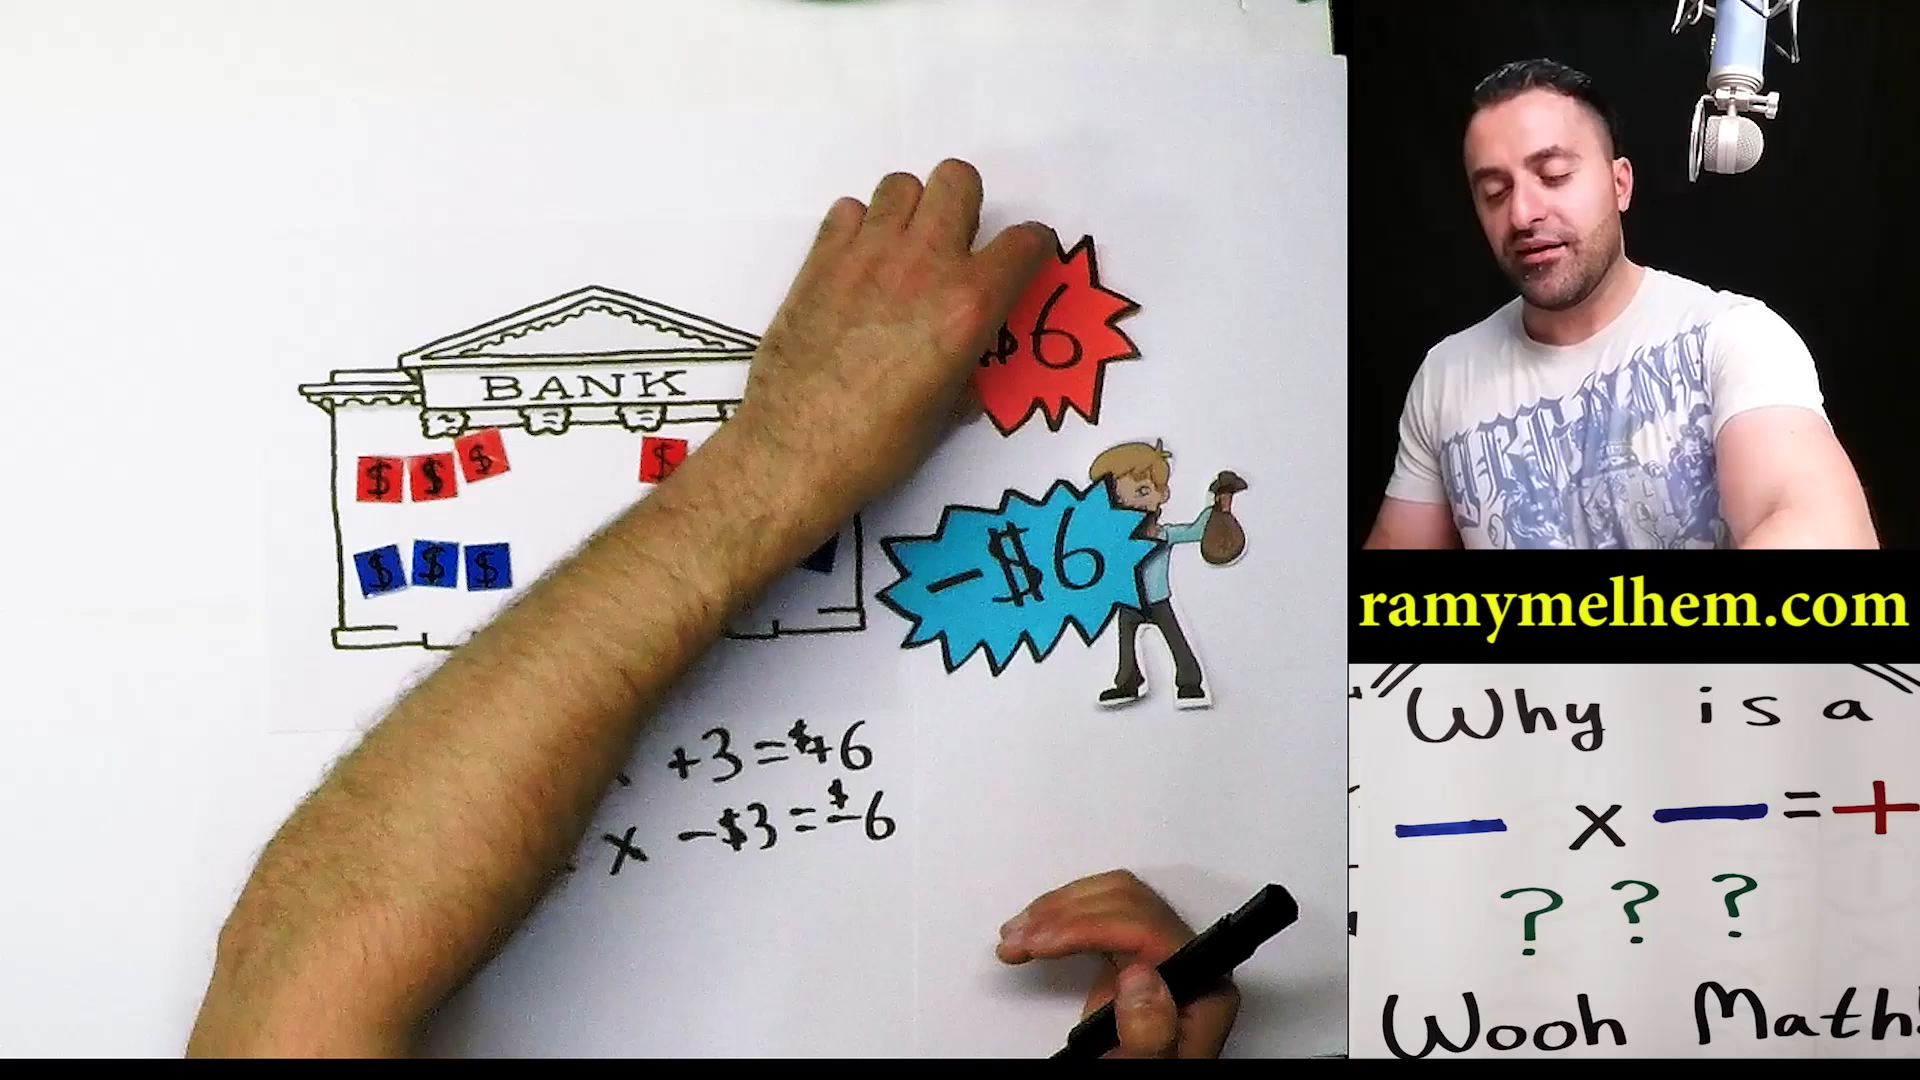 BANK
$ $ $ $
$ $ $
$6
-$6
+3=$+6
x -$3=$-6
ramymelhem.com
Why is a
— x — = +
? ? ?
Wooh Math!